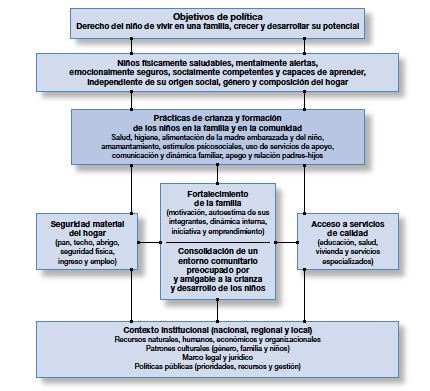 Objetivos de política
Derecho del niño de vivir en una familia, crecer y desarrollar su potencial
Niños físicamente saludables, mentalmente alertas,
emocionalmente seguros, socialmente competentes y capaces de aprender,
independiente de su origen social, género y composición del hogar
Prácticas de crianza y formación
de los niños en la familia y en la comunidad
Salud, higiene, alimentación de la madre embarazada y del niño,
amamantamiento, estímulos psicosociales, uso de servicios de apoyo,
comunicación y dinámica familiar, apego y relación padres-hijos
Fortalecimiento
de la familia
(motivación, autoestima de sus
integrantes, dinámica interna,
iniciativa y emprendimiento)
Consolidación de un
entorno comunitario
preocupado por
y amigable a la crianza
y desarrollo de los niños
Seguridad material
del hogar
(pan, techo, abrigo,
seguridad física,
ingreso y empleo)
Acceso a servicios
de calidad
(educación, salud,
vivienda y servicios
especializados)
Contexto institucional (nacional, regional y local)
Recursos naturales, humanos, económicos y organizacionales
Patrones culturales (género, familia y niños)
Marco legal y jurídico
Políticas públicas (prioridades, recursos y gestión)